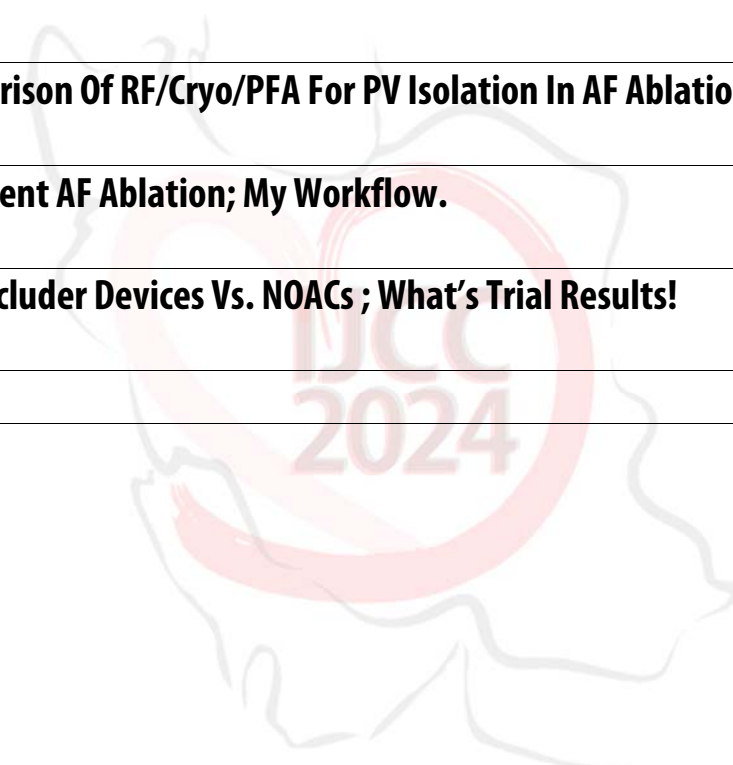 rison Of RF/Cryo/PFA For PV Isolation In AF Ablatio
ent AF Ablation; My Workflow.
cluder Devices Vs. NOACs ; What's Trial Results!
IJCC
2024